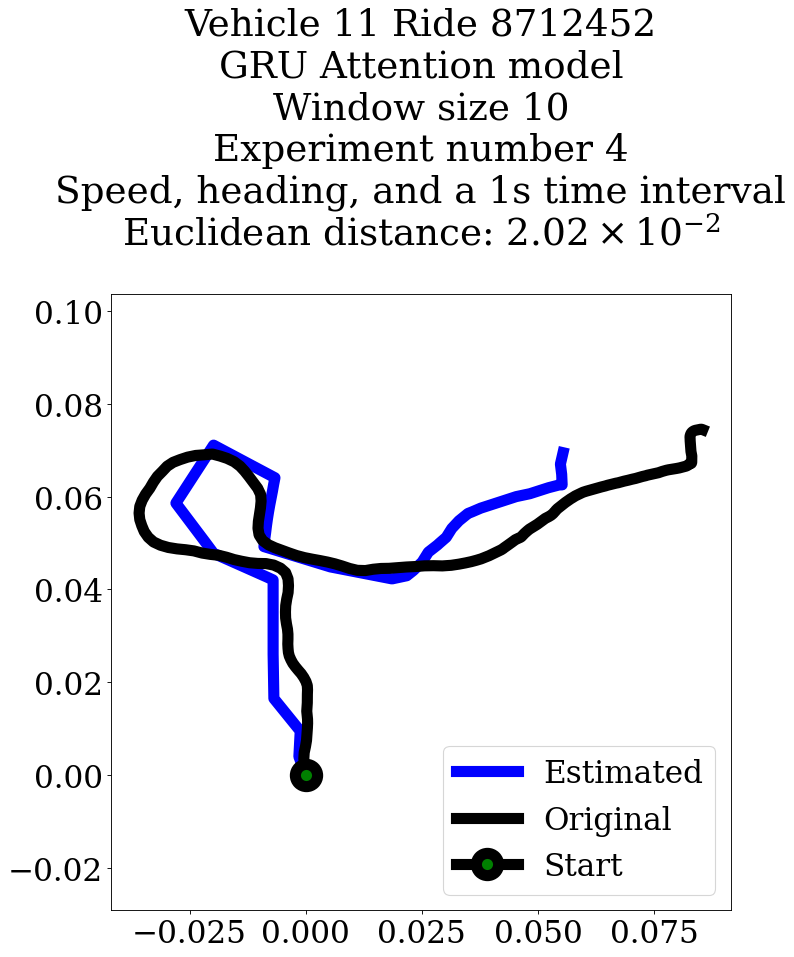 Vehicle 11 Ride 8712452
GRU Attention model
Window size 10
Experiment number 4
Speed, heading, and a 1s time interval
Euclidean distance: 2.02 × 10⁻²
0.10
0.08
0.06
0.04
0.02
0.00
−0.02
Estimated
Original
Start
−0.025 0.000 0.025 0.050 0.075